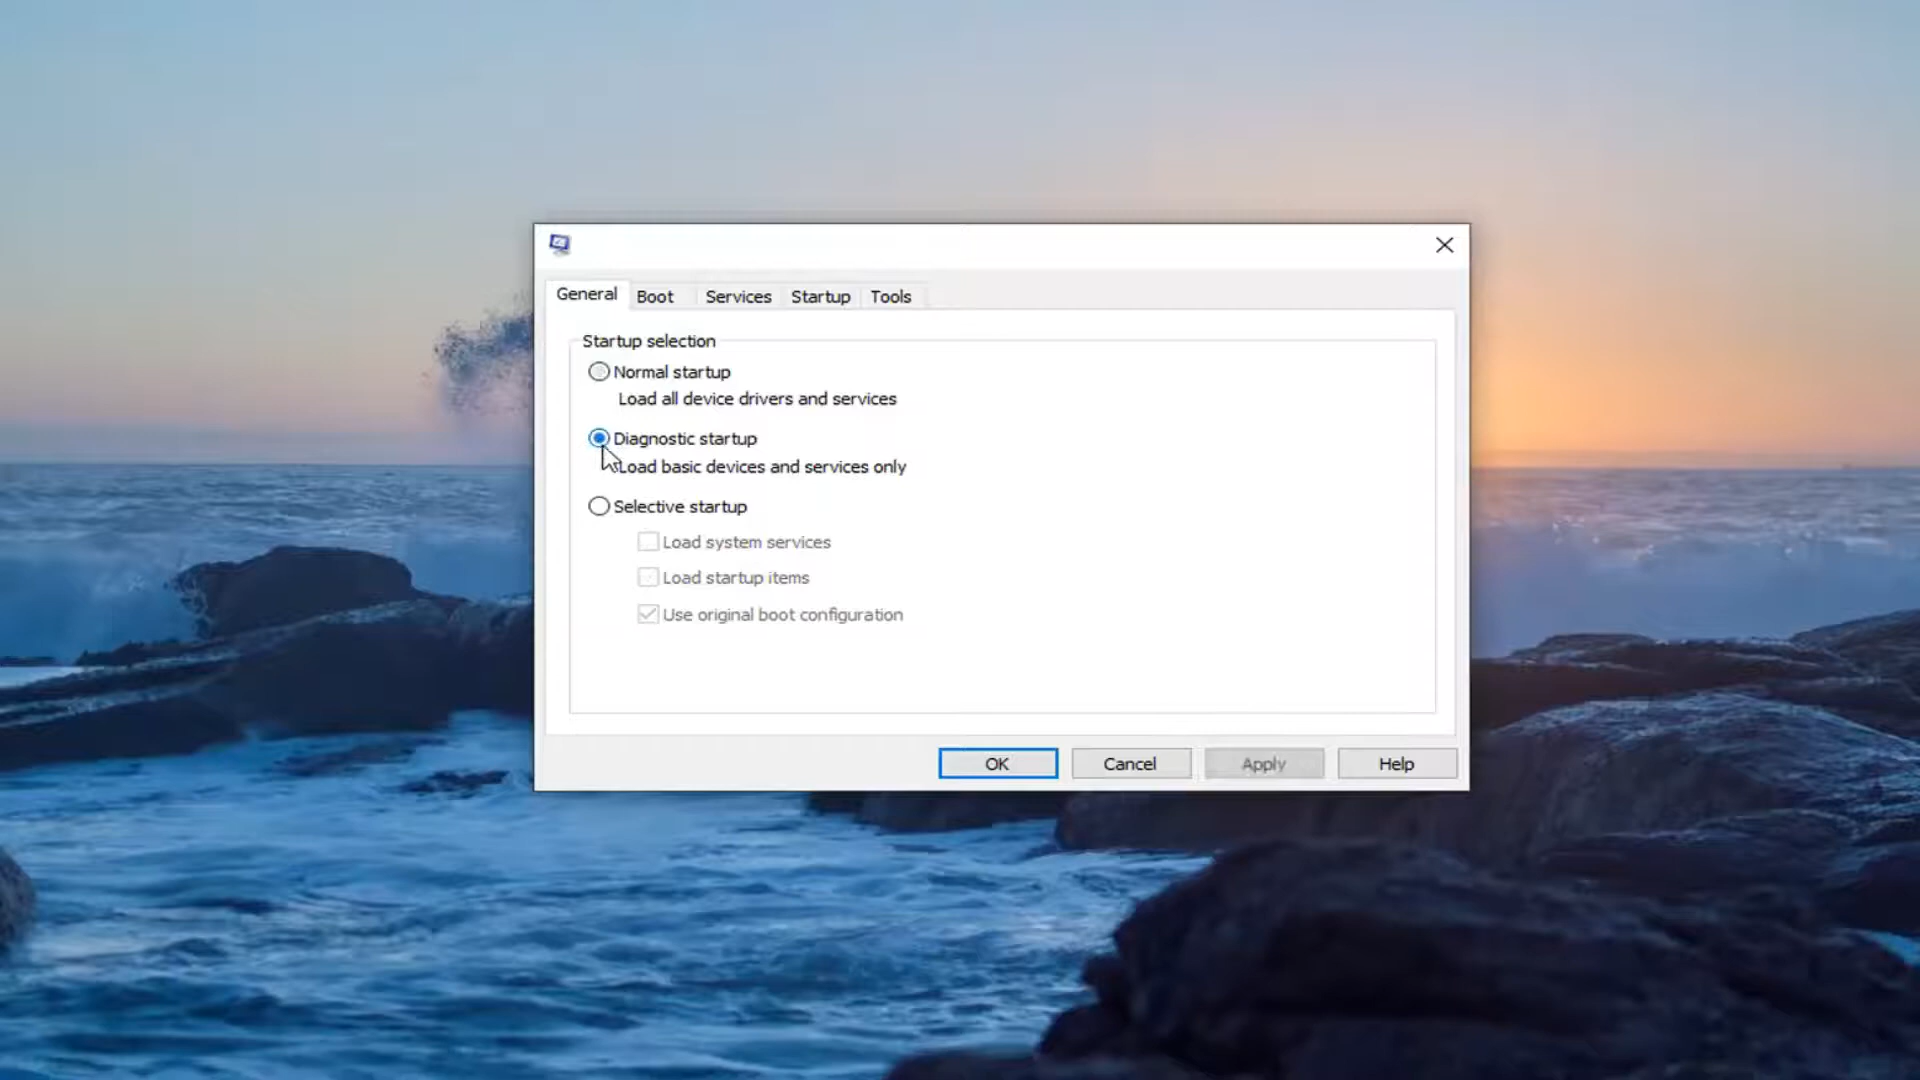 General Boot Services Startup Tools
Startup selection
Normal startup
Load all device drivers and services
Diagnostic startup
Load basic devices and services only
Selective startup
Load system services
Load startup items
Use original boot configuration
OK Cancel Apply Help